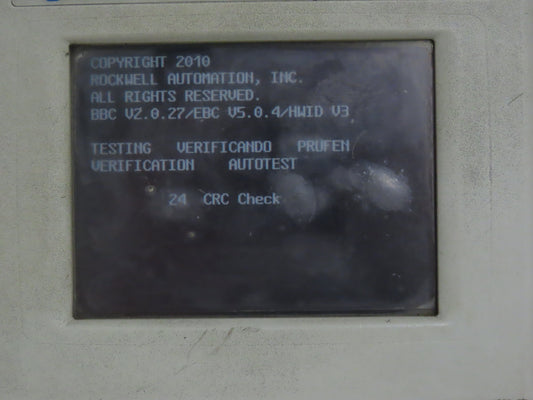 COPYRIGHT 2010
ROCKWELL AUTOMATION, INC.
ALL RIGHTS RESERVED.
BBC V2.0.27/EBC V5.0.4/HWID V3
TESTING VERIFICANDO PRUFEN
VERIFICATION AUTOTEST
24 CRC Check